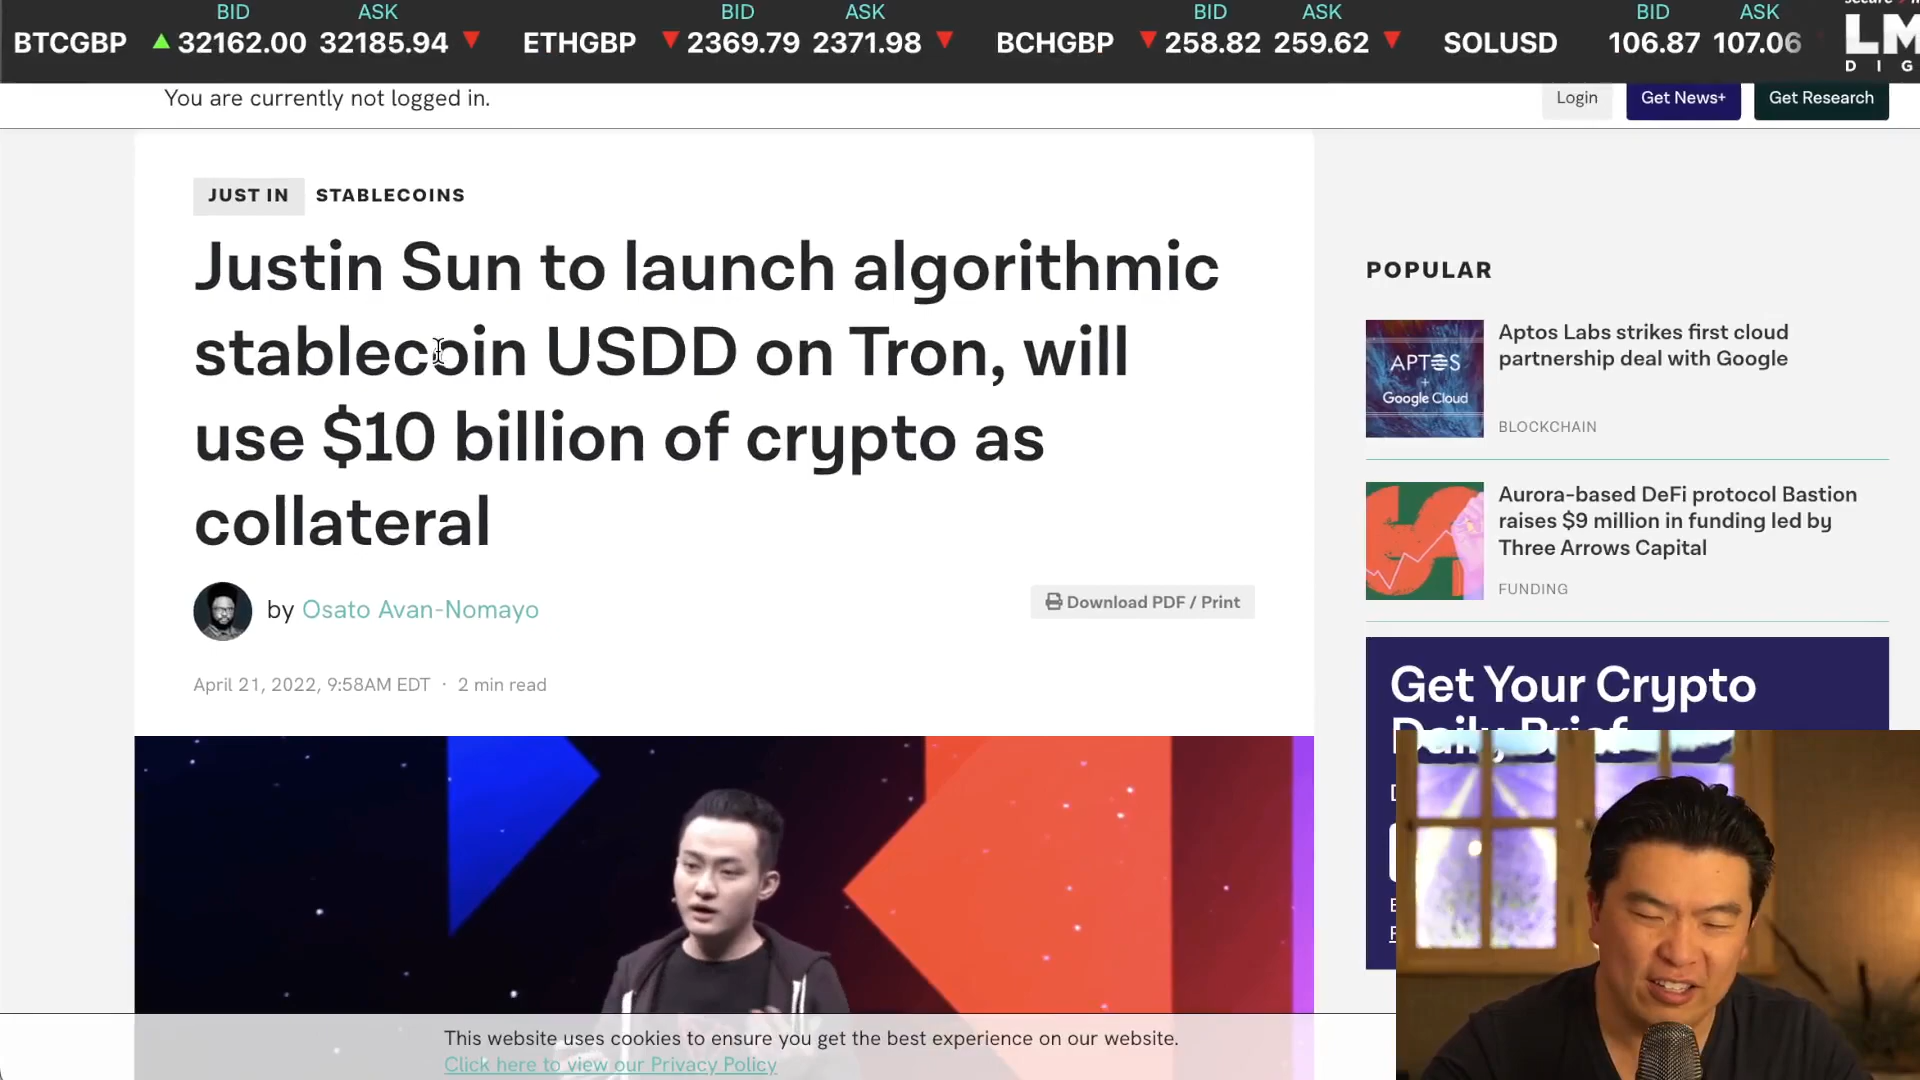 BID ASK BID ASK BID ASK BID ASK
BTCGBP 32162.00 32185.94 ETHGBP 2369.79 2371.98 BCHGBP 258.82 259.62 SOLUSD 106.87 107.06
You are currently not logged in.
Login Get News+ Get Research
JUST IN STABLECOINS
Justin Sun to launch algorithmic
stablecoin USDD on Tron, will
use $10 billion of crypto as
collateral
by Osato Avan-Nomayo
Download PDF / Print
April 21, 2022, 9:58AM EDT · 2 min read
POPULAR
APTOS
+
Google Cloud
Aptos Labs strikes first cloud
partnership deal with Google
BLOCKCHAIN
Aurora-based DeFi protocol Bastion
raises $9 million in funding led by
Three Arrows Capital
FUNDING
Get Your Crypto
Daily Brief
This website uses cookies to ensure you get the best experience on our website.
Click here to view our Privacy Policy